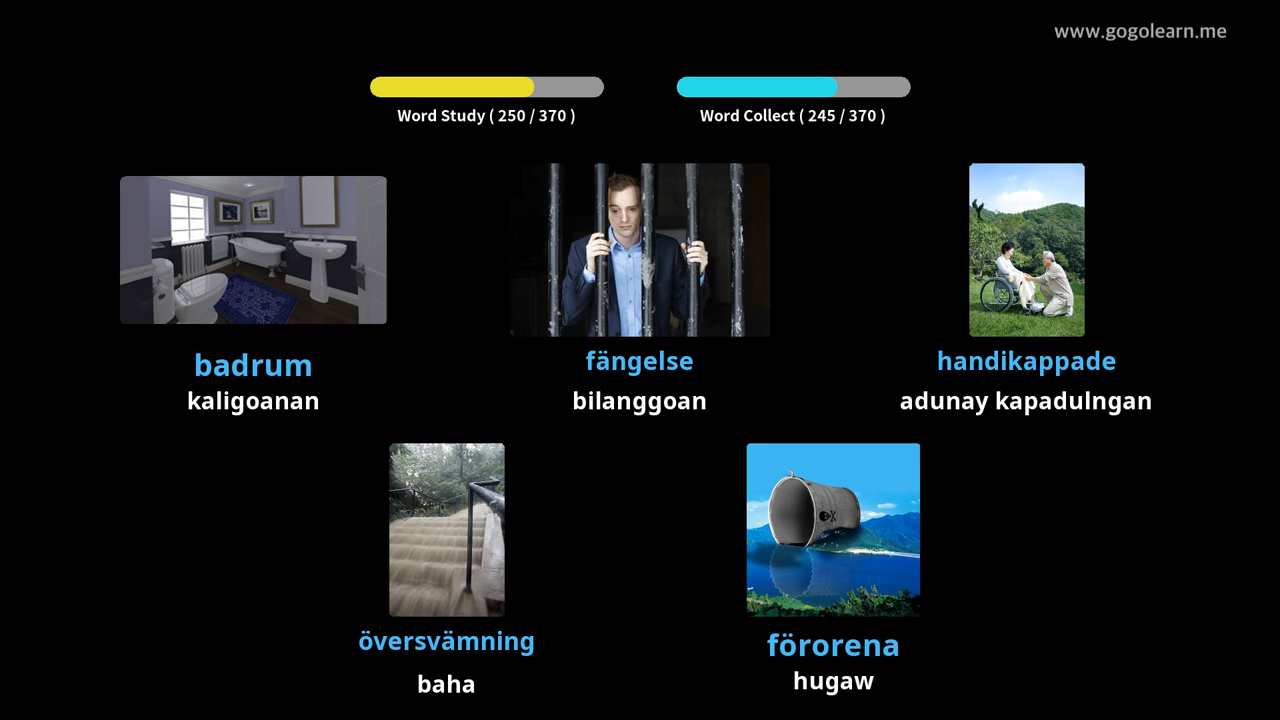 www.gogolearn.me
Word Study ( 250 / 370 )
Word Collect ( 245 / 370 )
badrum
kaligoanan
fängelse
bilanggoan
handikappade
adunay kapadulngan
översvämning
baha
förorena
hugaw